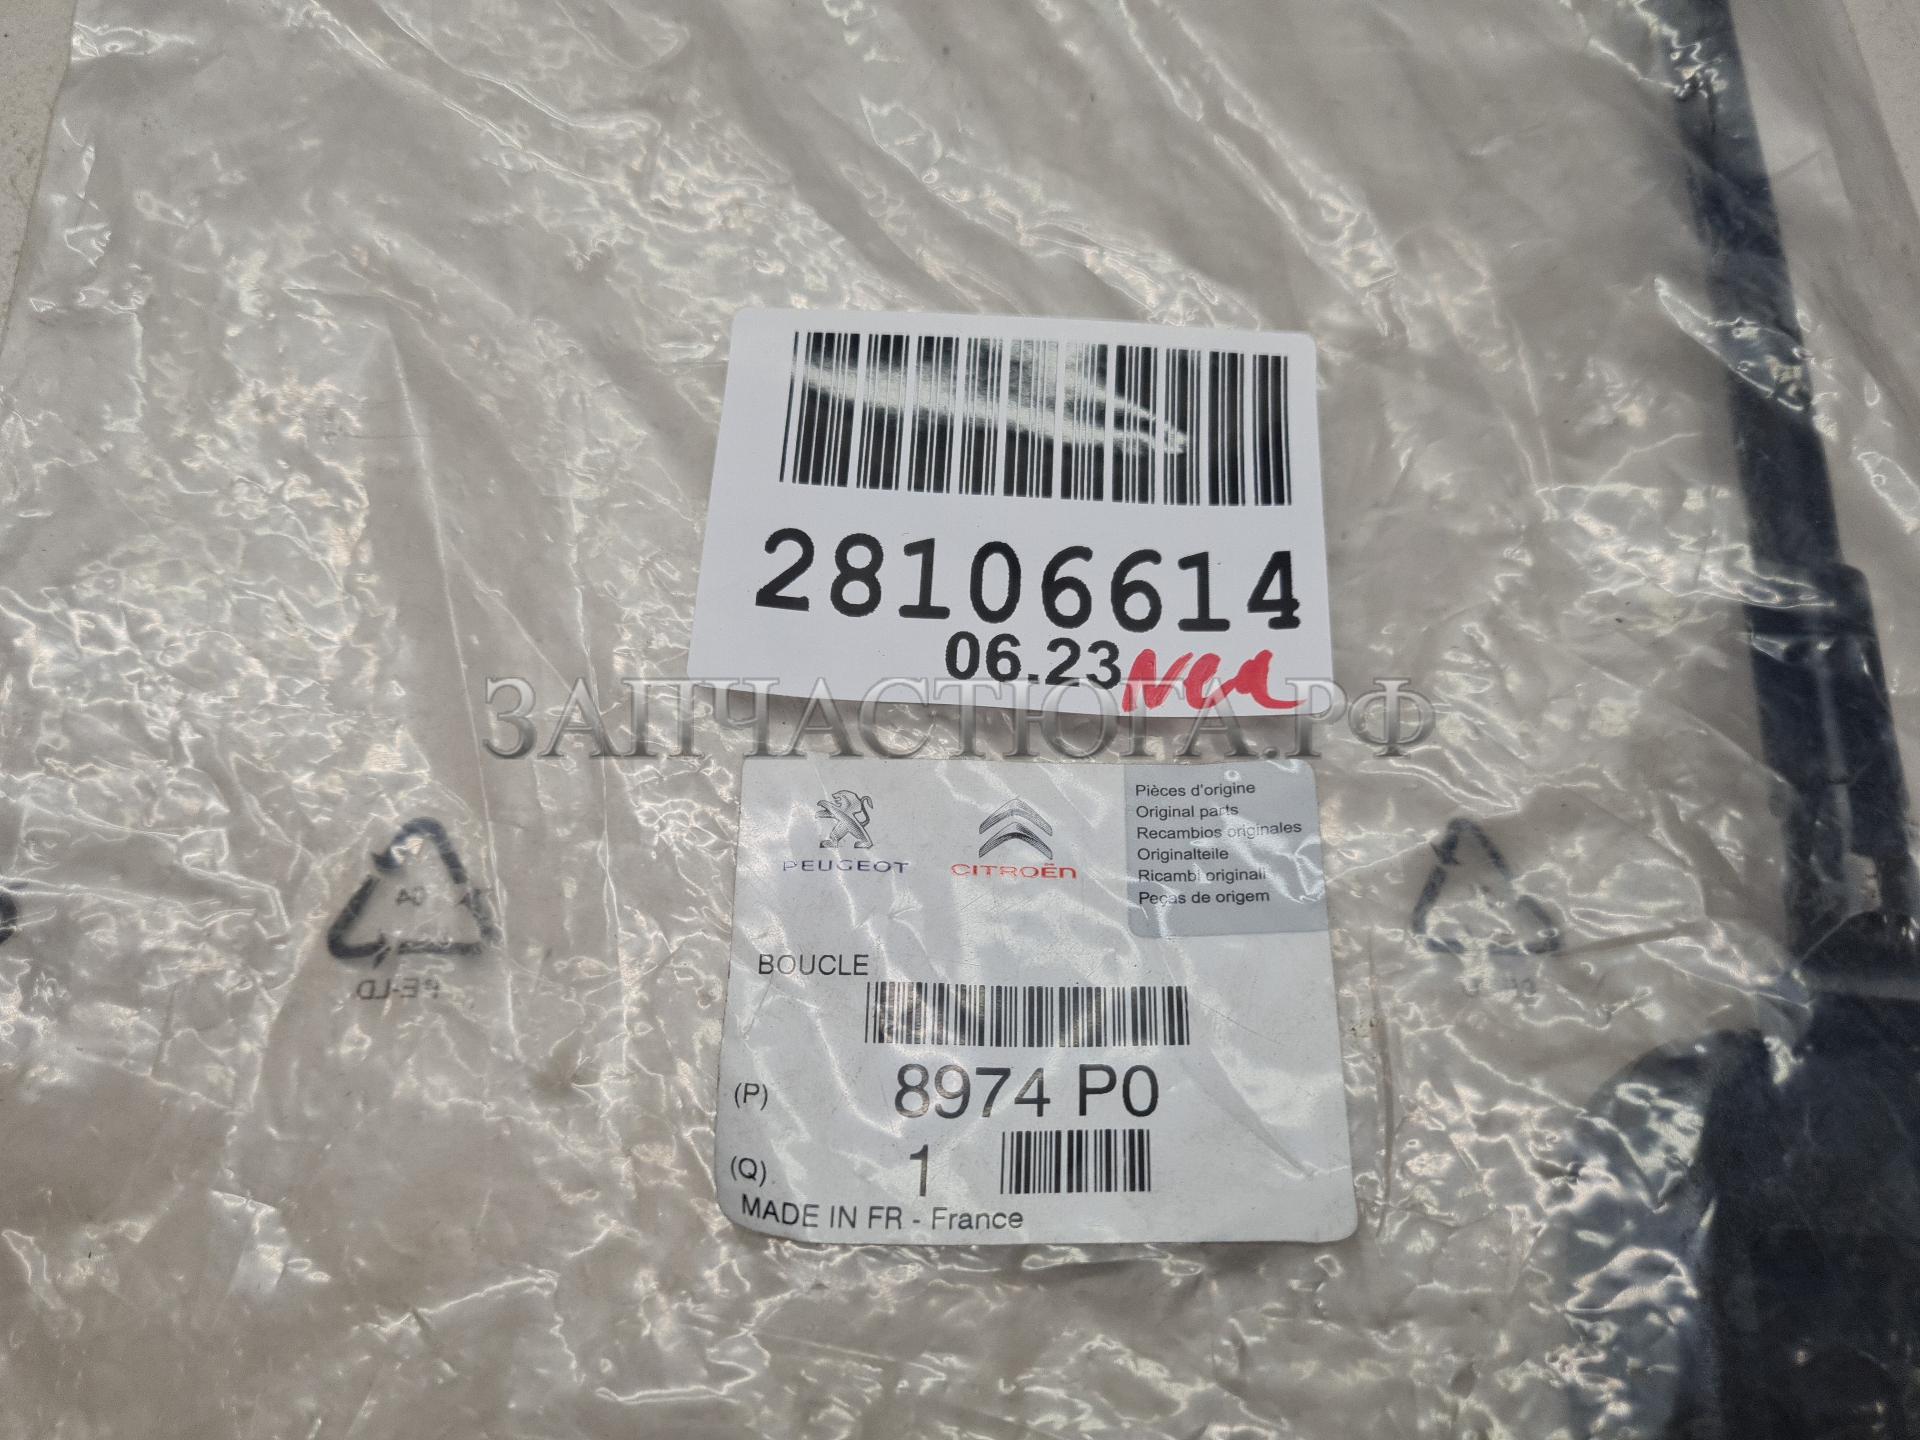 28106614
06.23
ЗАПЧАСТЮГА.РФ
PEUGEOT
CITROËN
Pièces d'origine
Original parts
Recambios originales
Originalteile
Ricambi originali
Peças de origem
BOUCLE
(P) 8974 P0
(Q) 1
MADE IN FR - France
04
PE-LD